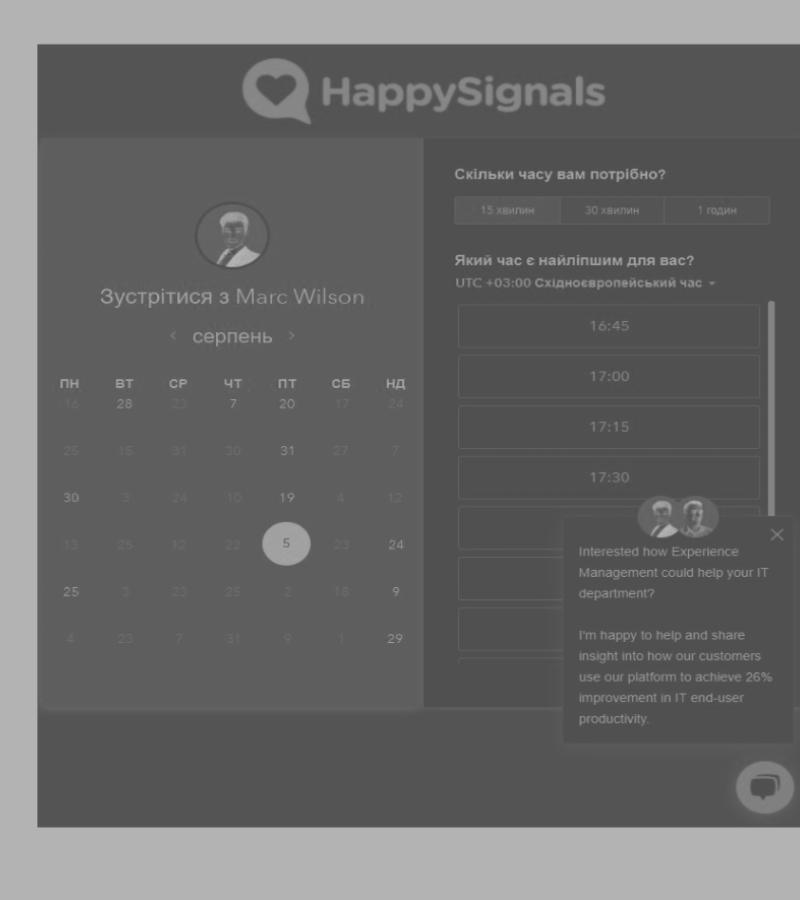 HappySignals
Зустрітися з Marc Wilson
серпень
ПН ВТ СР ЧТ ПТ СБ НД
16 28 23 7 20 17 24
25 15 31 30 31 27 7
30 3 24 10 19 4 12
13 25 12 22 5 23 24
25 3 23 25 2 18 9
4 23 7 31 9 1 29
Скільки часу вам потрібно?
15 хвилин 30 хвилин 1 годин
Який час є найліпшим для вас?
UTC +03:00 Східноєвропейський час
16:45
17:00
17:15
17:30
Interested how Experience
Management could help your IT
department?
I'm happy to help and share
insight into how our customers
use our platform to achieve 26%
improvement in IT end-user
productivity.